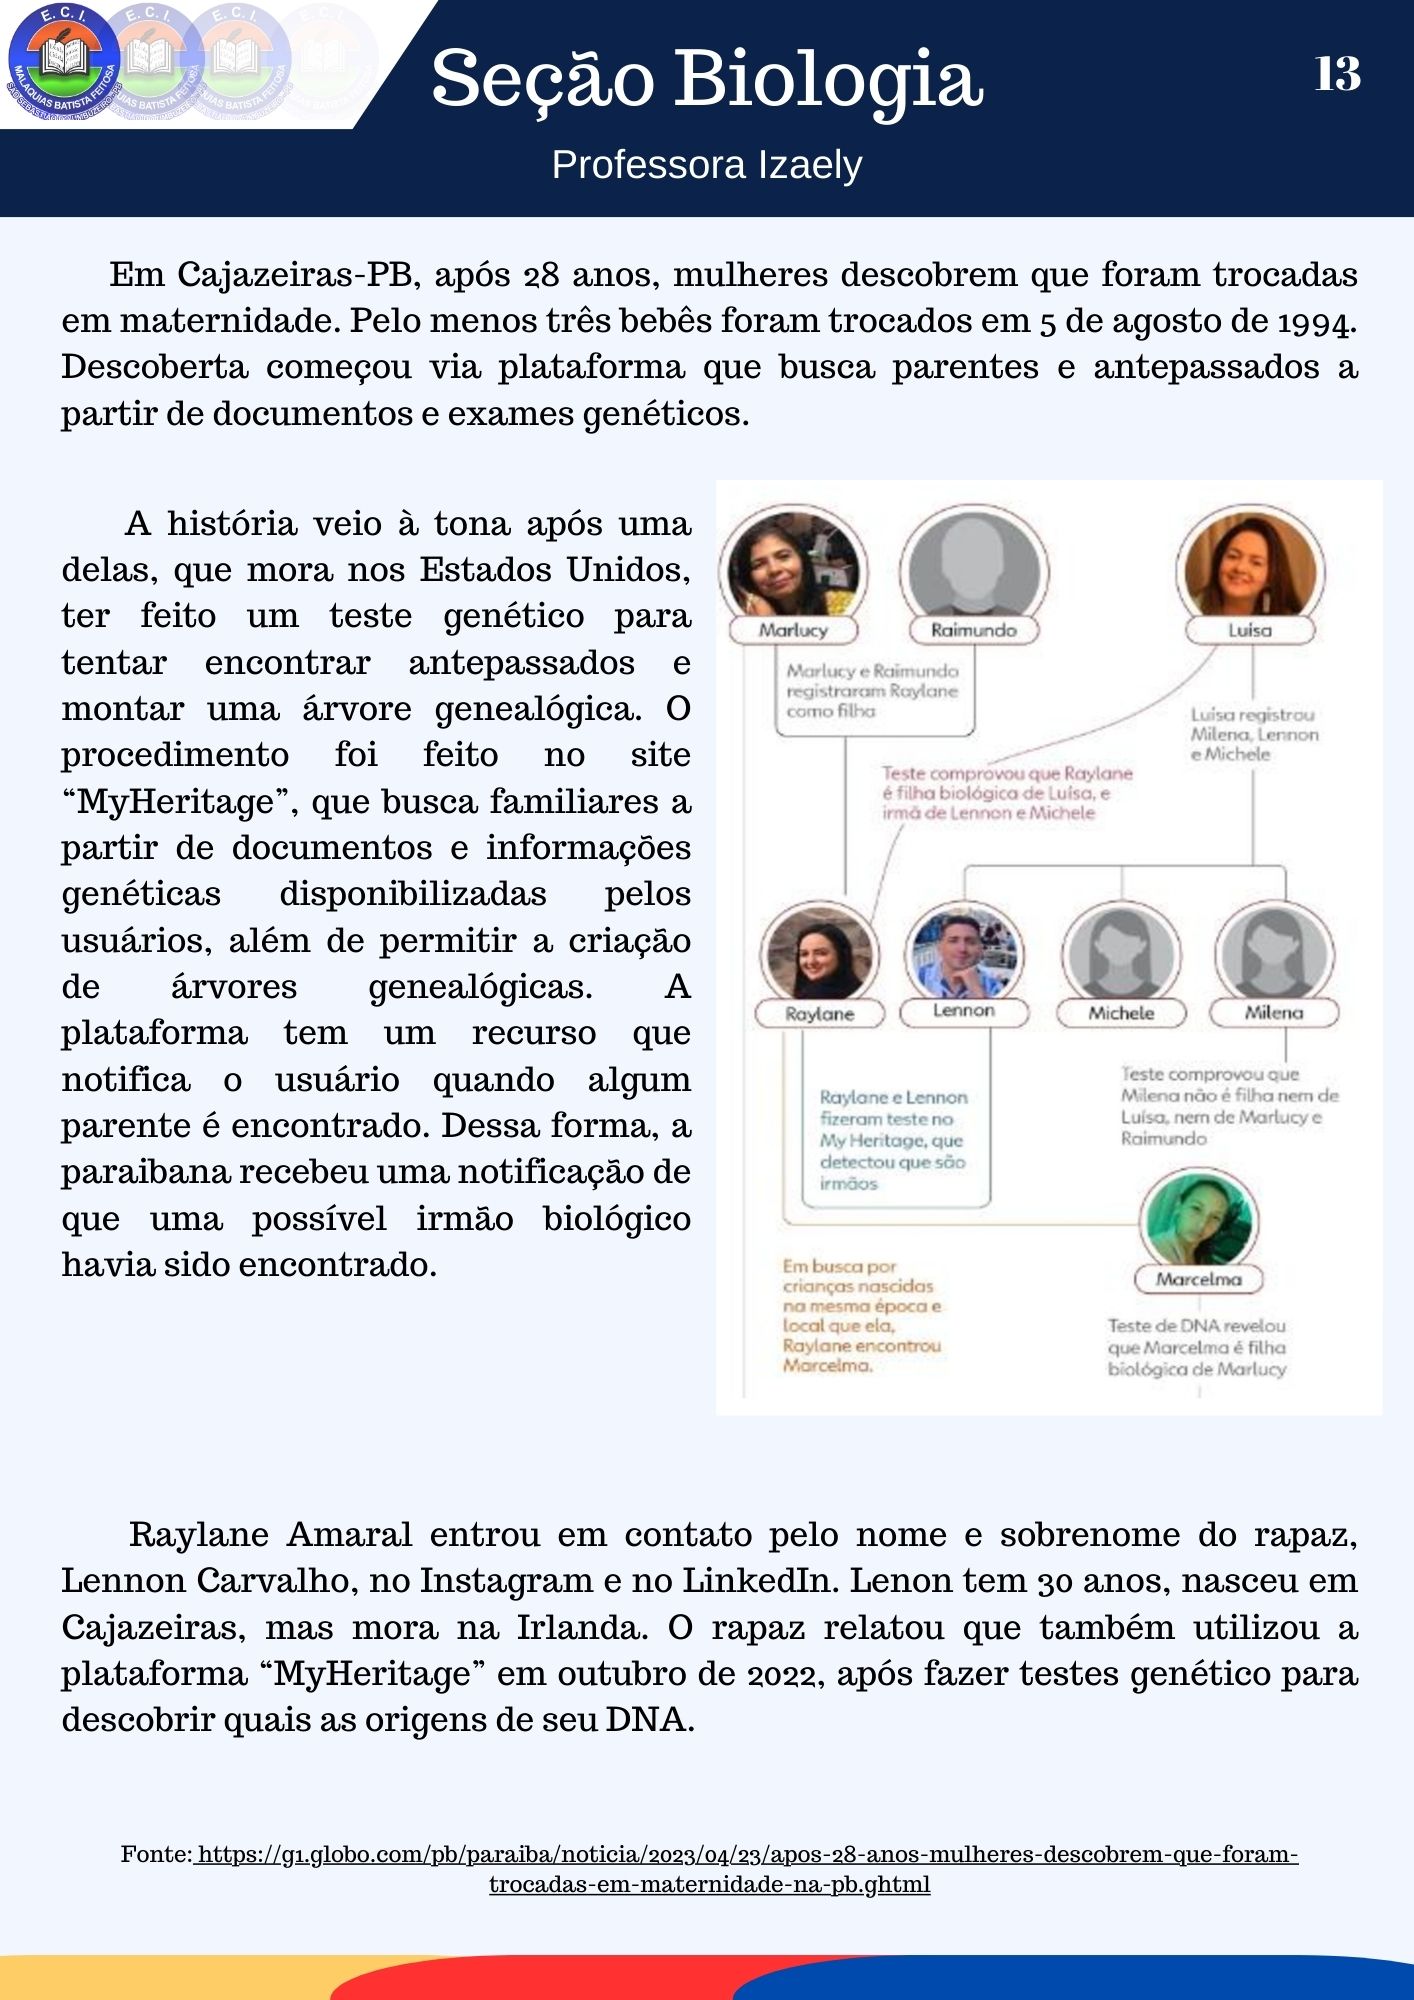 E. C. I.
MALAQUIAS BATISTA FEITOSA
E. C. I.
E. C. I.
Seção Biologia
13
Professora Izaely
Em Cajazeiras-PB, após 28 anos, mulheres descobrem que foram trocadas
em maternidade. Pelo menos três bebês foram trocados em 5 de agosto de 1994.
Descoberta começou via plataforma que busca parentes e antepassados a
partir de documentos e exames genéticos.
A história veio à tona após uma
delas, que mora nos Estados Unidos,
ter feito um teste genético para
tentar encontrar antepassados e
montar uma árvore genealógica. O
procedimento foi feito no site
“MyHeritage”, que busca familiares a
partir de documentos e informações
genéticas disponibilizadas pelos
usuários, além de permitir a criação
de árvores genealógicas. A
plataforma tem um recurso que
notifica o usuário quando algum
parente é encontrado. Dessa forma, a
paraibana recebeu uma notificação de
que uma possível irmão biológico
havia sido encontrado.
Marlucy
Raimundo
Luísa
Marlucy e Raimundo
registraram Raylane
como filha
Luísa registrou
Milena, Lennon
e Michele
Teste comprovou que Raylane
é filha biológica de Luísa, e
irmã de Lennon e Michele
Raylane
Lennon
Michele
Milena
Raylane e Lennon
fizeram teste no
My Heritage, que
detectou que são
irmãos
Teste comprovou que
Milena não é filha nem de
Luísa, nem de Marlucy e
Raimundo
Marcelma
Em busca por
crianças nascidas
na mesma época e
local que ela,
Raylane encontrou
Marcelma.
Teste de DNA revelou
que Marcelma é filha
biológica de Marlucy
Raylane Amaral entrou em contato pelo nome e sobrenome do rapaz,
Lennon Carvalho, no Instagram e no LinkedIn. Lenon tem 30 anos, nasceu em
Cajazeiras, mas mora na Irlanda. O rapaz relatou que também utilizou a
plataforma “MyHeritage” em outubro de 2022, após fazer testes genético para
descobrir quais as origens de seu DNA.
Fonte: https://g1.globo.com/pb/paraiba/noticia/2023/04/23/apos-28-anos-mulheres-descobrem-que-foram-
trocadas-em-maternidade-na-pb.ghtml